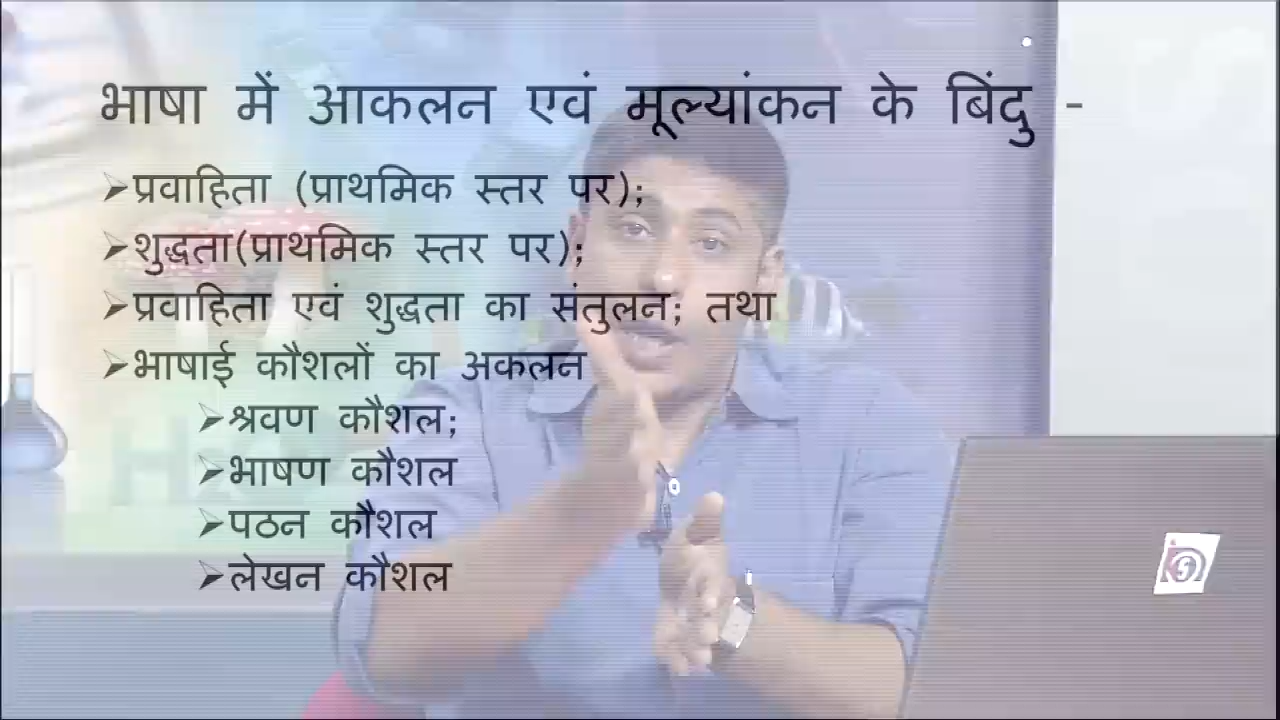 भाषा में आकलन एवं मूल्यांकन के बिंदु -
➢प्रवाहिता (प्राथमिक स्तर पर);
➢शुद्धता(प्राथमिक स्तर पर);
➢प्रवाहिता एवं शुद्धता का संतुलन; तथा
➢भाषाई कौशलों का अकलन
➢श्रवण कौशल;
➢भाषण कौशल
➢पठन कौशल
➢लेखन कौशल